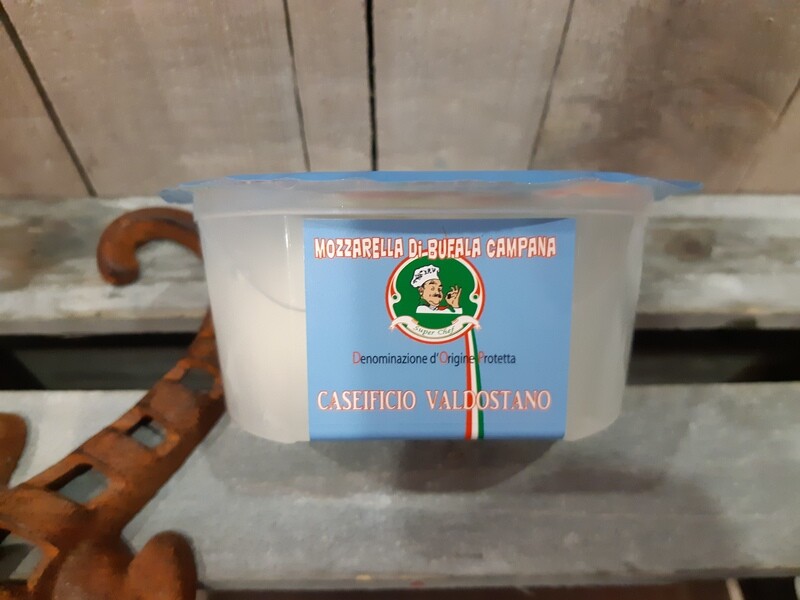 MOZZARELLA Di BUFALA CAMPANA
Super Chef
Denominazione d'Origine Protetta
CASEIFICIO VALDOSTANO